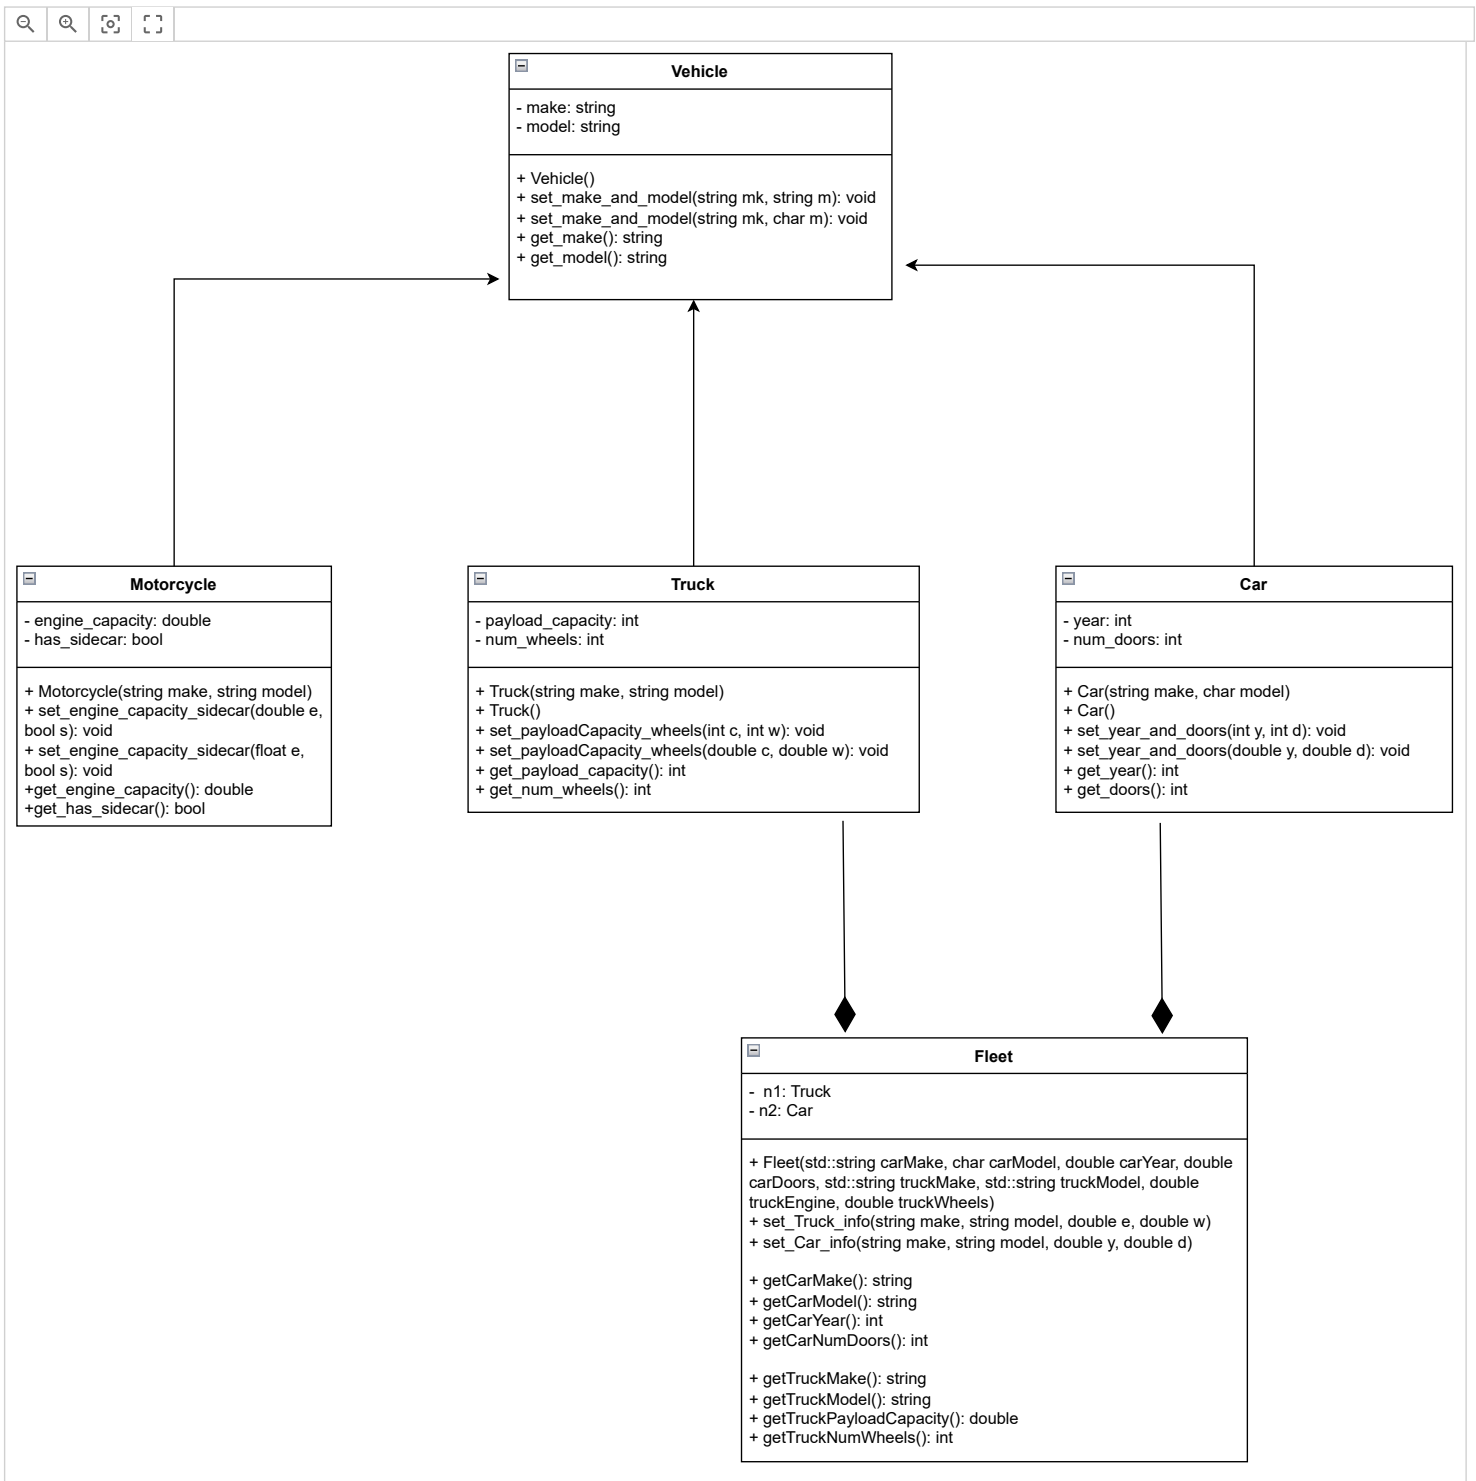 Vehicle
- make: string
- model: string
+ Vehicle()
+ set_make_and_model(string mk, string m): void
+ set_make_and_model(string mk, char m): void
+ get_make(): string
+ get_model(): string
Motorcycle
- engine_capacity: double
- has_sidecar: bool
+ Motorcycle(string make, string model)
+ set_engine_capacity_sidecar(double e,
bool s): void
+ set_engine_capacity_sidecar(float e,
bool s): void
+get_engine_capacity(): double
+get_has_sidecar(): bool
Truck
- payload_capacity: int
- num_wheels: int
+ Truck(string make, string model)
+ Truck()
+ set_payloadCapacity_wheels(int c, int w): void
+ set_payloadCapacity_wheels(double c, double w): void
+ get_payload_capacity(): int
+ get_num_wheels(): int
Car
- year: int
- num_doors: int
+ Car(string make, char model)
+ Car()
+ set_year_and_doors(int y, int d): void
+ set_year_and_doors(double y, double d): void
+ get_year(): int
+ get_doors(): int
Fleet
- n1: Truck
- n2: Car
+ Fleet(std::string carMake, char carModel, double carYear, double
carDoors, std::string truckMake, std::string truckModel, double
truckEngine, double truckWheels)
+ set_Truck_info(string make, string model, double e, double w)
+ set_Car_info(string make, string model, double y, double d)
+ getCarMake(): string
+ getCarModel(): string
+ getCarYear(): int
+ getCarNumDoors(): int
+ getTruckMake(): string
+ getTruckModel(): string
+ getTruckPayloadCapacity(): double
+ getTruckNumWheels(): int